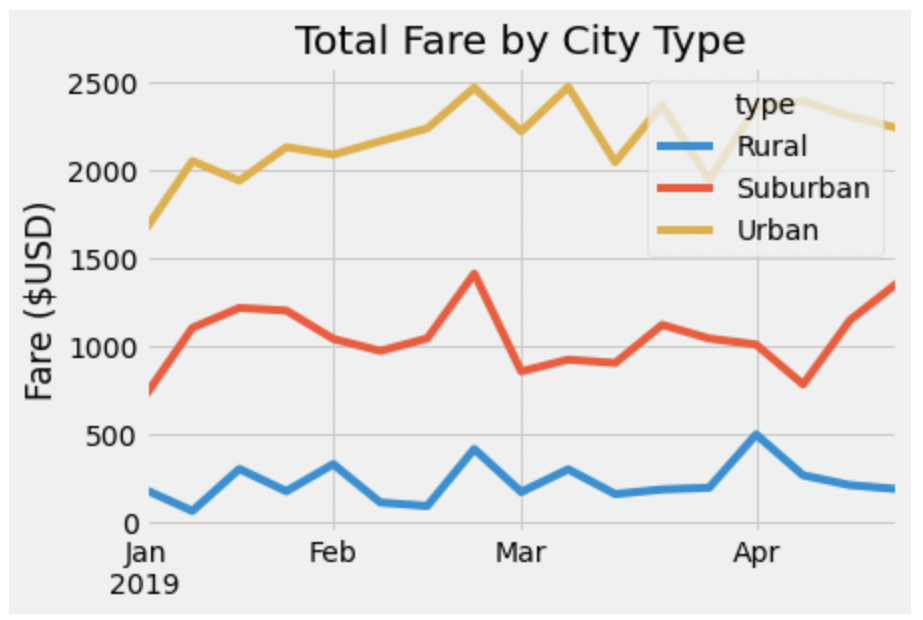 Total Fare by City Type
Fare ($USD)
2500
2000
1500
1000
500
0
Jan
2019
Feb
Mar
Apr
type
Rural
Suburban
Urban